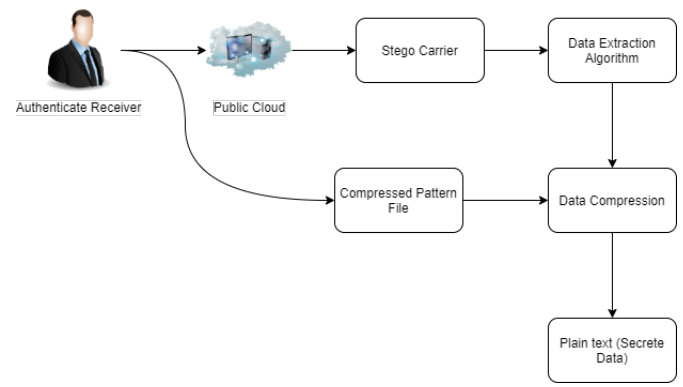 Stego Carrier
Data Extraction
Algorithm
Authenticate Receiver
Public Cloud
Compressed Pattern
File
Data Compression
Plain text (Secrete
Data)